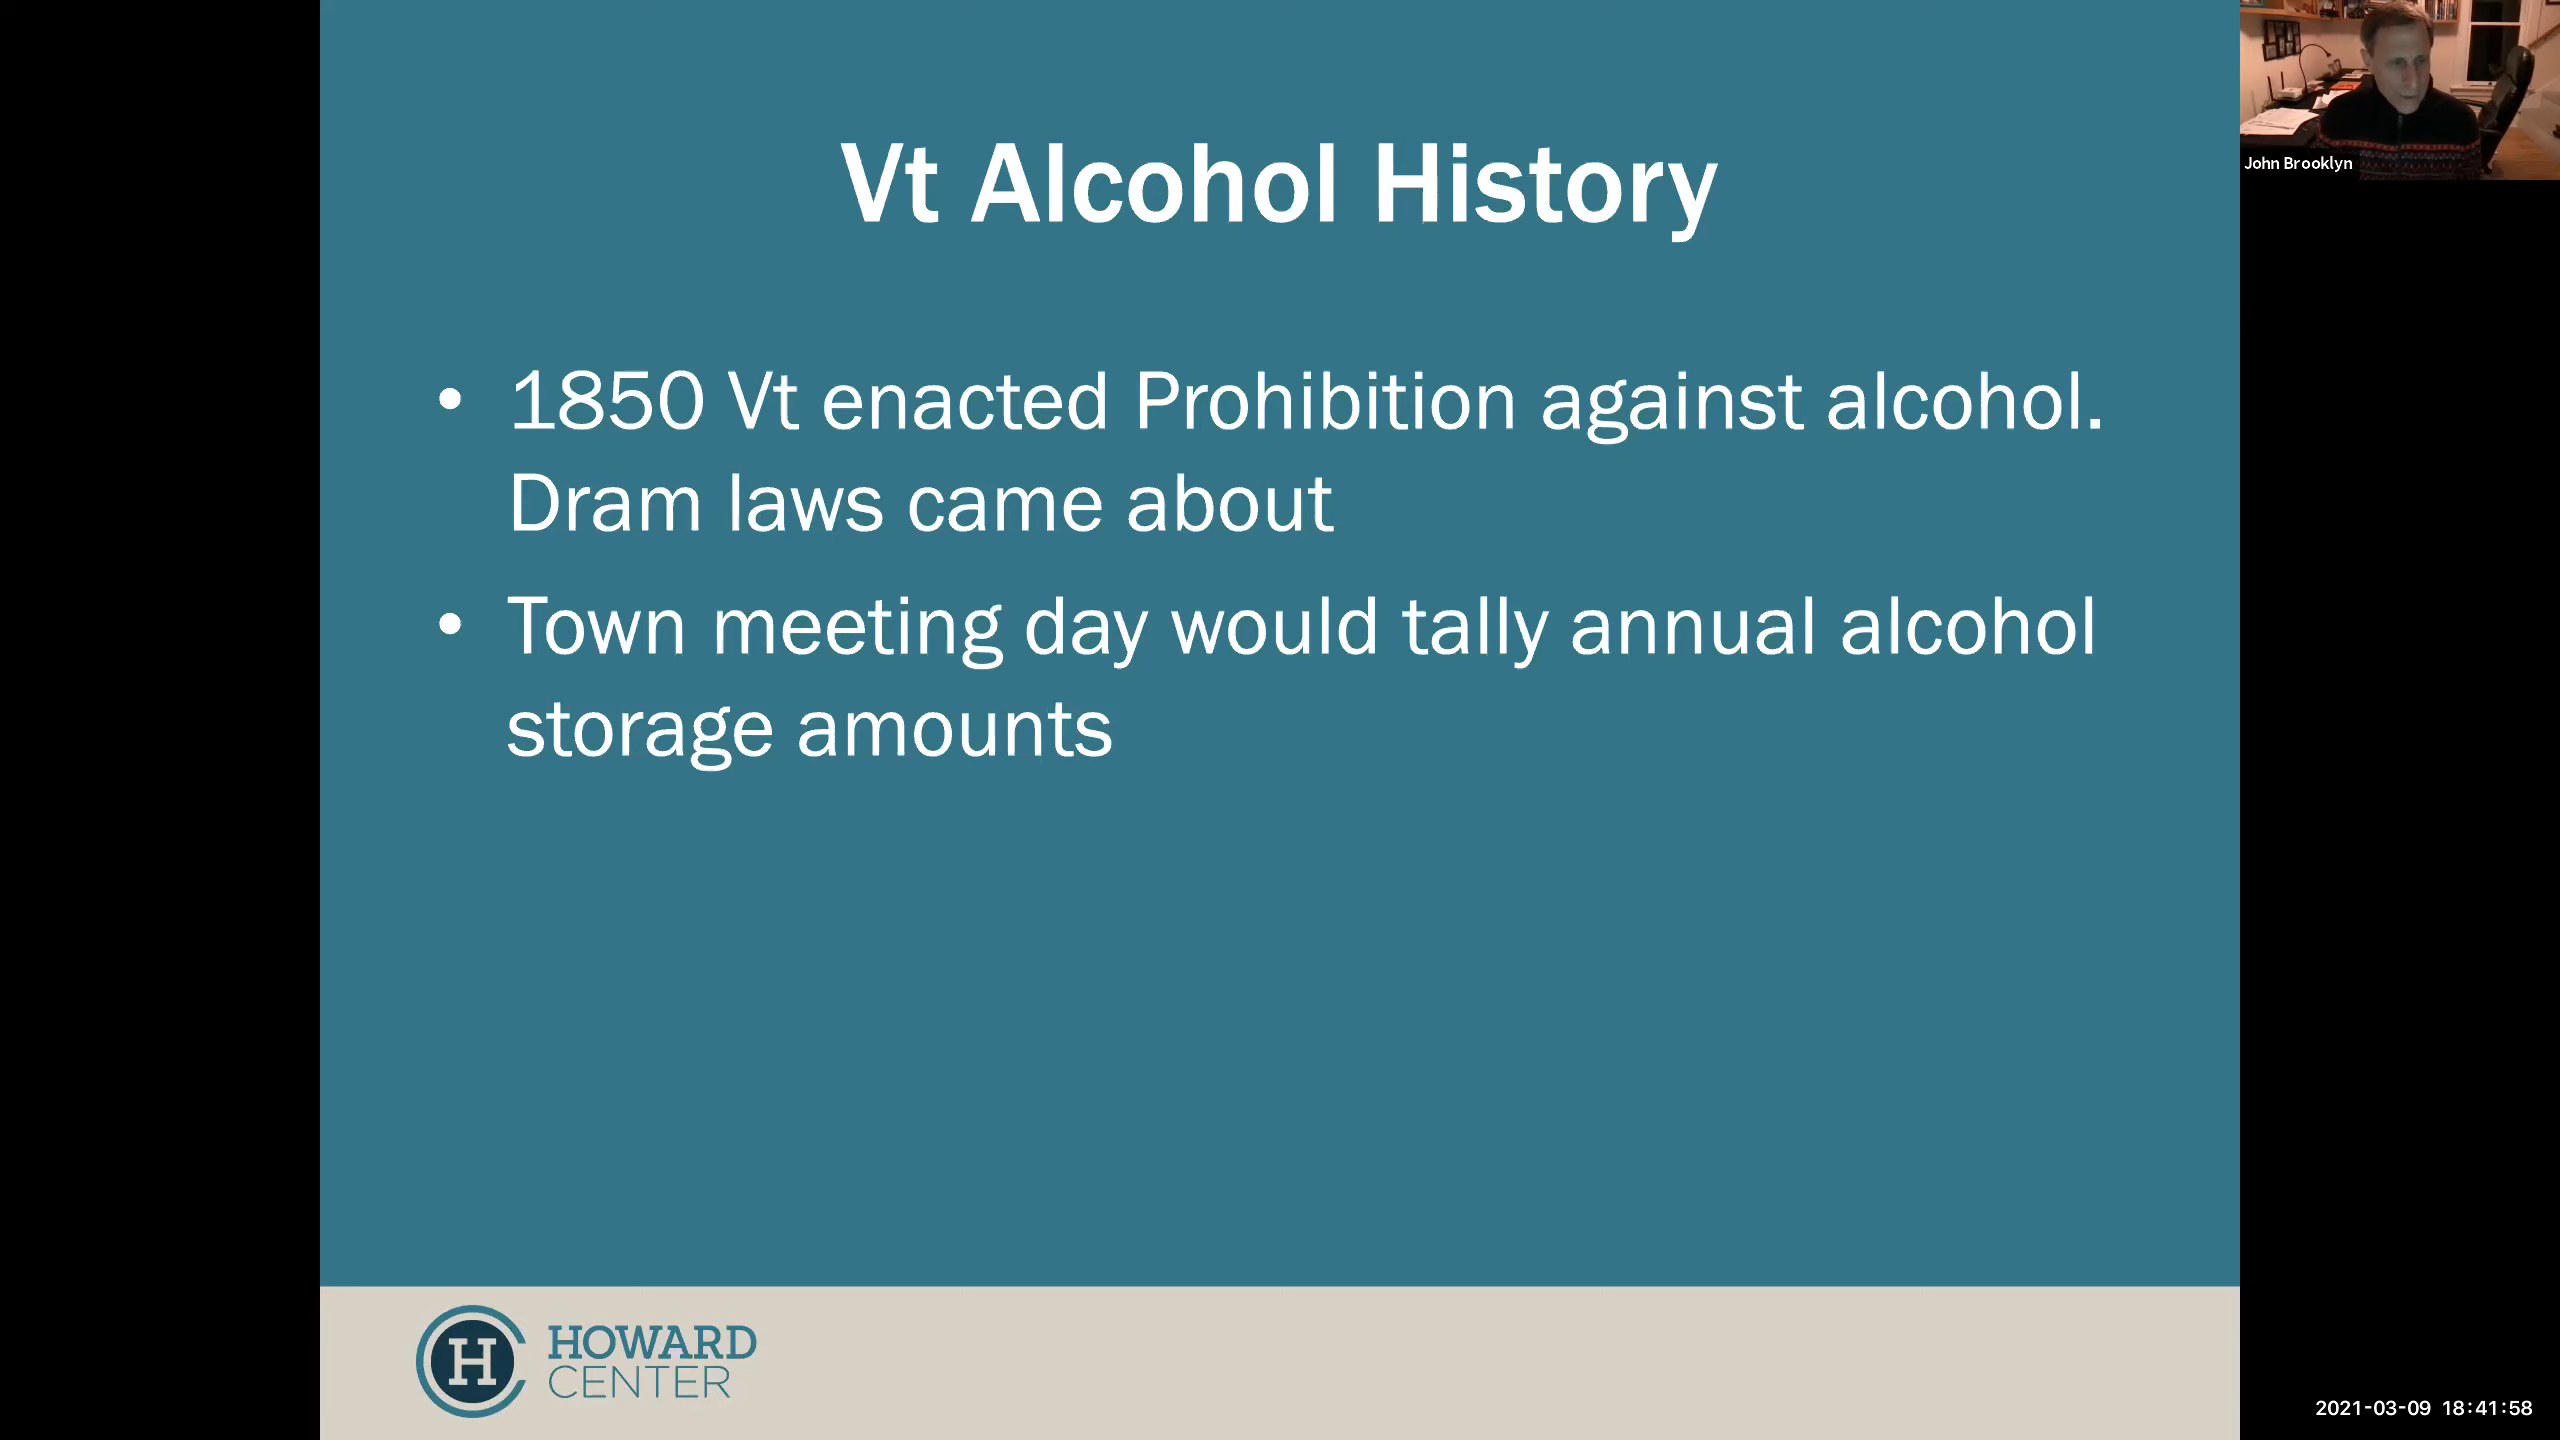 Vt Alcohol History
John Brooklyn
• 1850 Vt enacted Prohibition against alcohol.
Dram laws came about
• Town meeting day would tally annual alcohol
storage amounts
H HOWARD
CENTER
2021-03-09 18:41:58